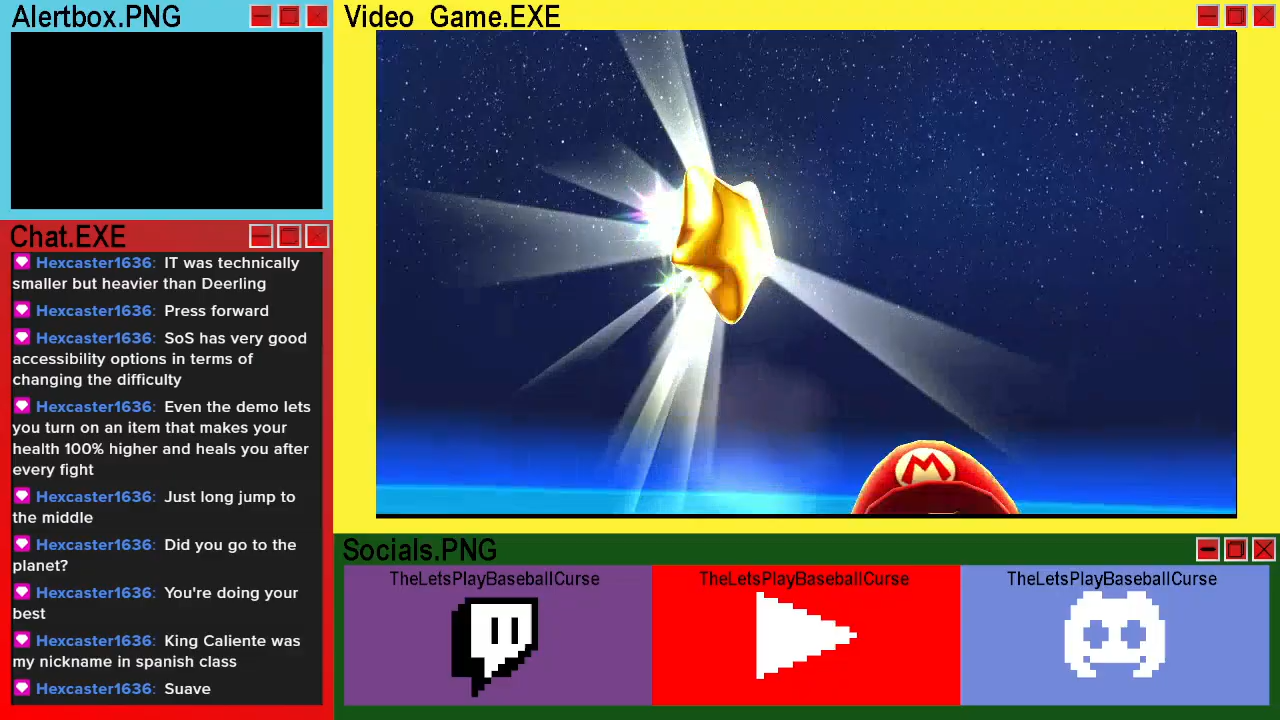 Alertbox.PNG
Video Game.EXE
Chat.EXE
Hexcaster1636: IT was technically
smaller but heavier than Deerling
Hexcaster1636: Press forward
Hexcaster1636: SoS has very good
accessibility options in terms of
changing the difficulty
Hexcaster1636: Even the demo lets
you turn on an item that makes your
health 100% higher and heals you after
every fight
Hexcaster1636: Just long jump to
the middle
Hexcaster1636: Did you go to the
planet?
Hexcaster1636: You're doing your
best
Hexcaster1636: King Caliente was
my nickname in spanish class
Hexcaster1636: Suave
M
Socials.PNG
TheLetsPlayBaseballCurse
TheLetsPlayBaseballCurse
TheLetsPlayBaseballCurse